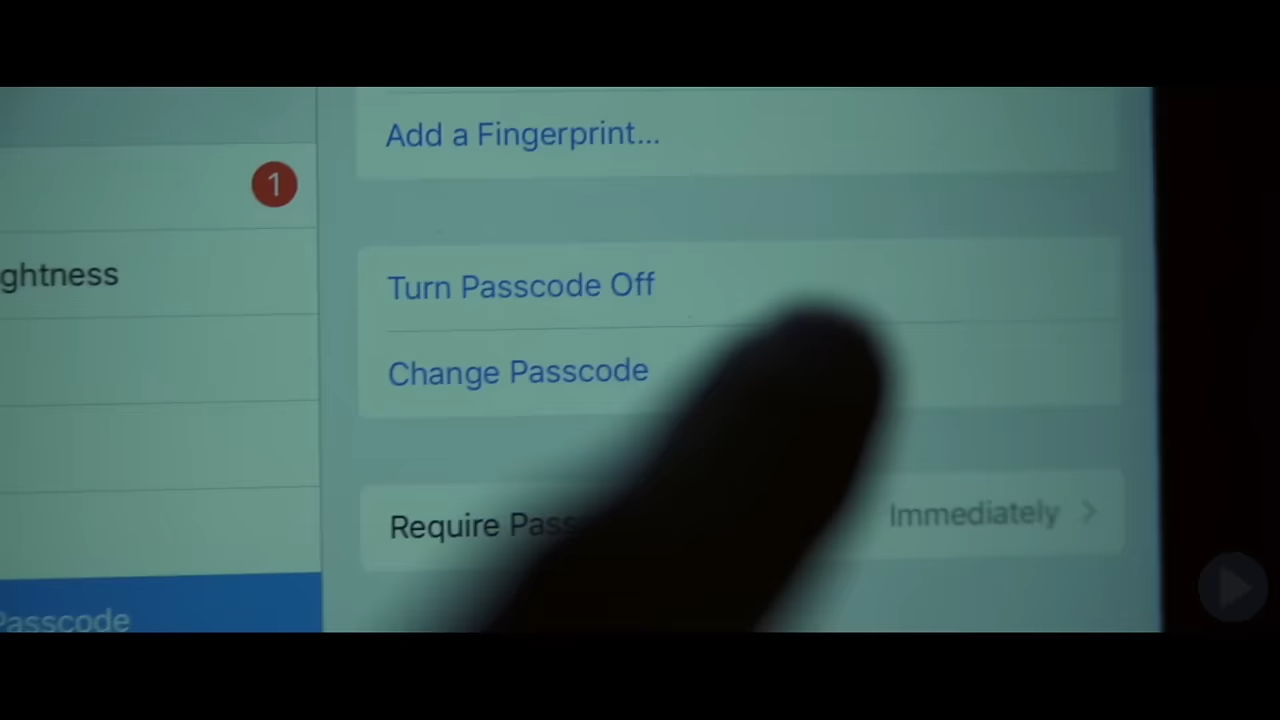 Add a Fingerprint...
1
ghtness
Turn Passcode Off
Change Passcode
Require Pass
Immediately
Passcode